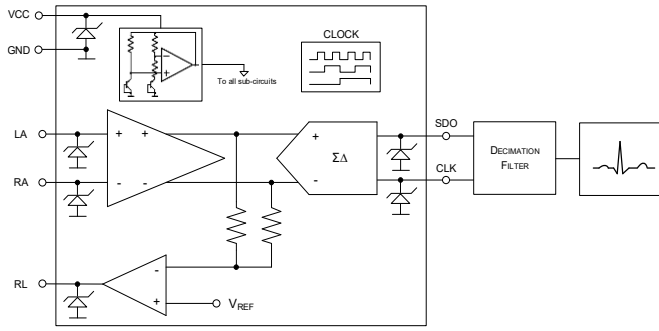 VCC
GND
CLOCK
To all sub-circuits
- +
LA
RA
+ +
- -
+
-
ΣΔ
SDO
CLK
DECIMATION
FILTER
RL
-
+
VREF